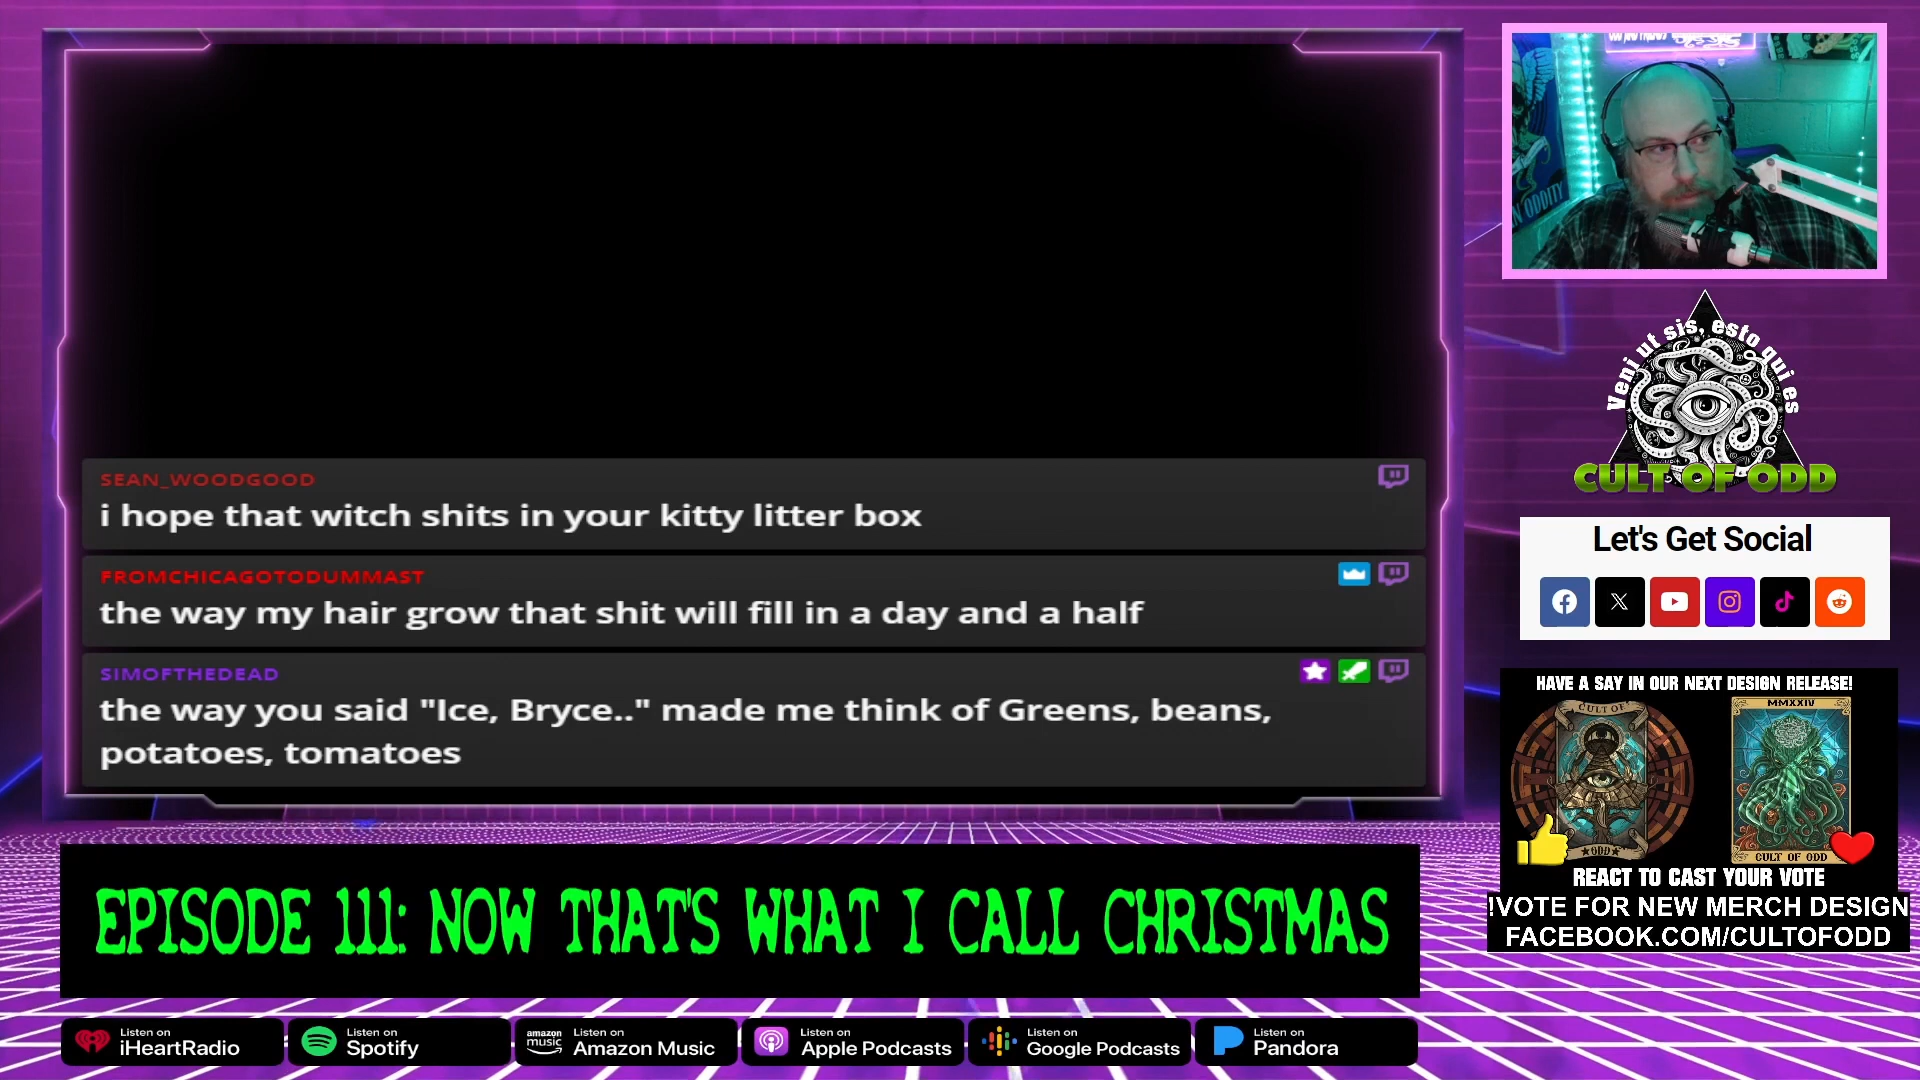 SEAN_WOODGOOD
i hope that witch shits in your kitty litter box
FROMCHICAGOTODUMMAST
the way my hair grow that shit will fill in a day and a half
SIMOFTHEDEAD
the way you said "Ice, Bryce.." made me think of Greens, beans,
potatoes, tomatoes
EPISODE 111: NOW THAT'S WHAT I CALL CHRISTMAS
Listen on
iHeartRadio
Listen on
Spotify
amazon
music
Listen on
Amazon Music
Listen on
Apple Podcasts
Listen on
Google Podcasts
Listen on
Pandora
N ODDITY
Veni ut sis, esto qui es
CULT OF ODD
Let's Get Social
HAVE A SAY IN OUR NEXT DESIGN RELEASE!
CULT OF
ODD
MMXXIV
CULT OF ODD
REACT TO CAST YOUR VOTE
!VOTE FOR NEW MERCH DESIGN
FACEBOOK.COM/CULTOFODD